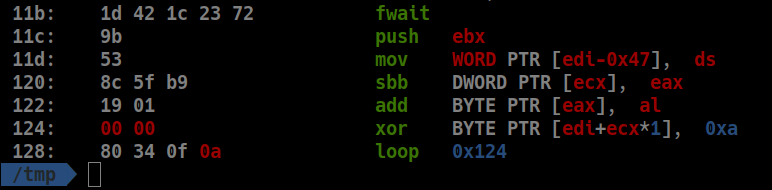 11b: 1d 42 1c 23 72 fwait
11c: 9b push ebx
11d: 53 mov WORD PTR [edi-0x47], ds
120: 8c 5f b9 sbb DWORD PTR [ecx], eax
122: 19 01 add BYTE PTR [eax], al
124: 00 00 xor BYTE PTR [edi+ecx*1], 0xa
128: 80 34 0f 0a loop 0x124
/tmp